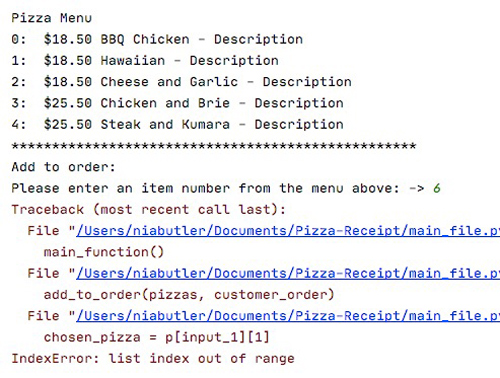 Pizza Menu
0:  $18.50 BBQ Chicken - Description
1:  $18.50 Hawaiian - Description
2:  $18.50 Cheese and Garlic - Description
3:  $25.50 Chicken and Brie - Description
4:  $25.50 Steak and Kumara - Description
**************************************************
Add to order:
Please enter an item number from the menu above: -> 6
Traceback (most recent call last):
  File "/Users/niabutler/Documents/Pizza-Receipt/main_file.py
    main_function()
  File "/Users/niabutler/Documents/Pizza-Receipt/main_file.py
    add_to_order(pizzas, customer_order)
  File "/Users/niabutler/Documents/Pizza-Receipt/main_file.py
    chosen_pizza = p[input_1][1]
IndexError: list index out of range